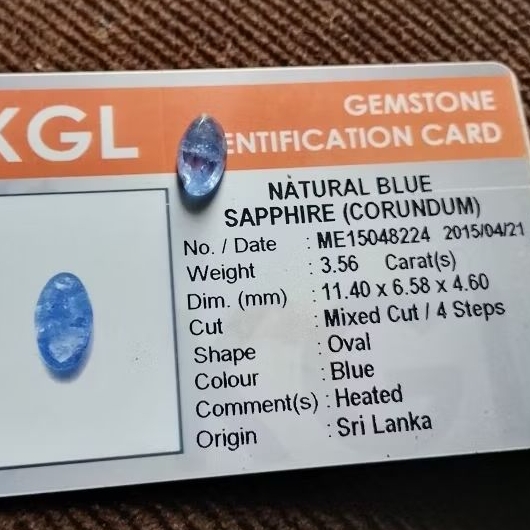 KGL
GEMSTONE
ENTIFICATION CARD
NATURAL BLUE
SAPPHIRE (CORUNDUM)
No. / Date : ME15048224 2015/04/21
Weight : 3.56 Carat(s)
Dim. (mm) : 11.40 x 6.58 x 4.60
Cut : Mixed Cut / 4 Steps
Shape : Oval
Colour : Blue
Comment(s) : Heated
Origin : Sri Lanka